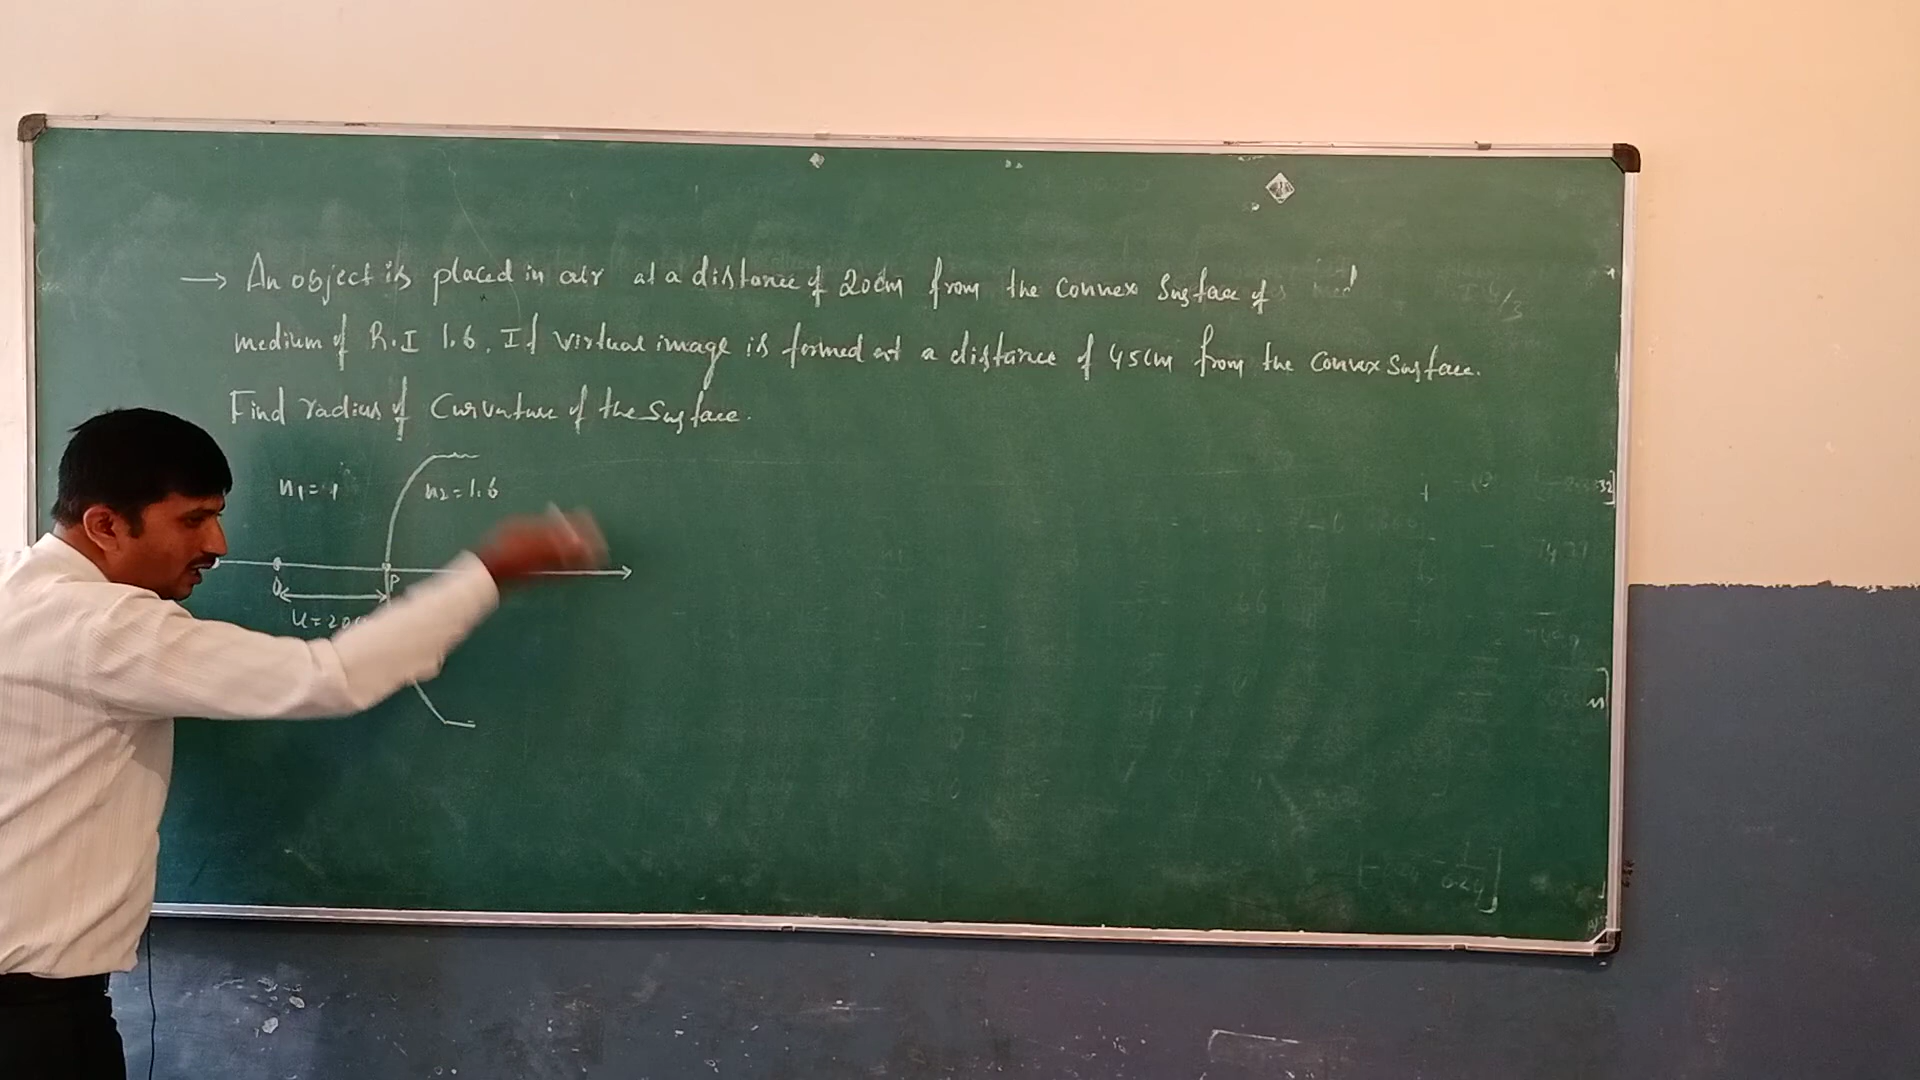 → An object is placed in air at a distance of 20cm from the convex Surface of
medium of R.I 1.6. If virtual image is formed at a distance of 45cm from the Convex Surface.
Find radius of Curvature of the Surface.
n₁=1 n₂=1.6
O P
u=20